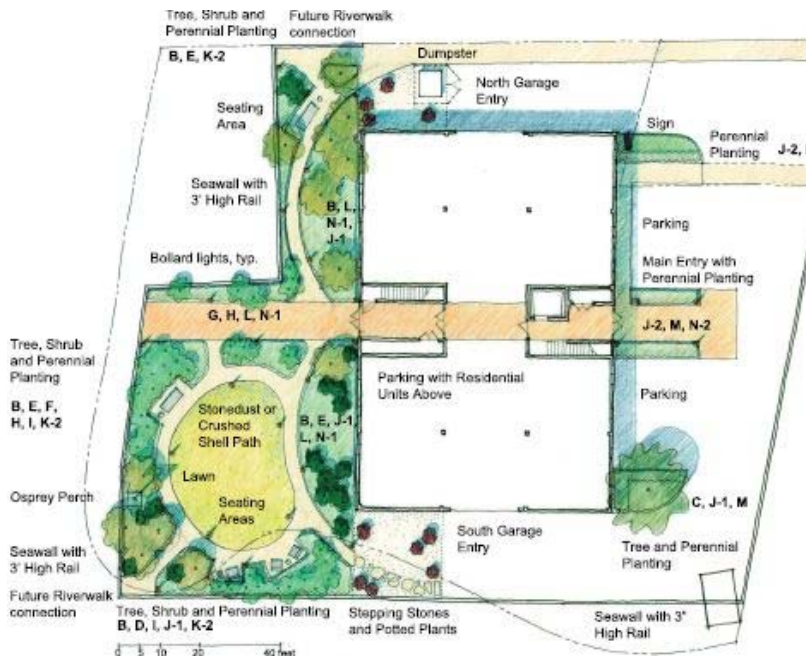 Tree, Shrub and
Perennial Planting
B, E, K-2
Future Riverwalk
connection
Dumpster
North Garage
Entry
Seating
Area
Sign
Perennial
Planting
J-2,
Seawall with
3' High Rail
B, L,
N-1,
J-1
Parking
Bollard lights, typ.
Main Entry with
Perennial Planting
G, H, L, N-1
J-2, M, N-2
Tree, Shrub
and Perennial
Planting
B, E, F,
H, I, K-2
Stonedust or
Crushed
Shell Path
B, E, J-1
L, N-1
Parking with Residential
Units Above
Parking
Lawn
Osprey Perch
Seating
Areas
C, J-1, M
South Garage
Entry
Tree and Perennial
Planting
Seawall with
3' High Rail
Future Riverwalk
connection
Tree, Shrub and Perennial Planting
B, D, I, J-1, K-2
Stepping Stones
and Potted Plants
Seawall with 3"
High Rail
0 5 10 20 40 feet